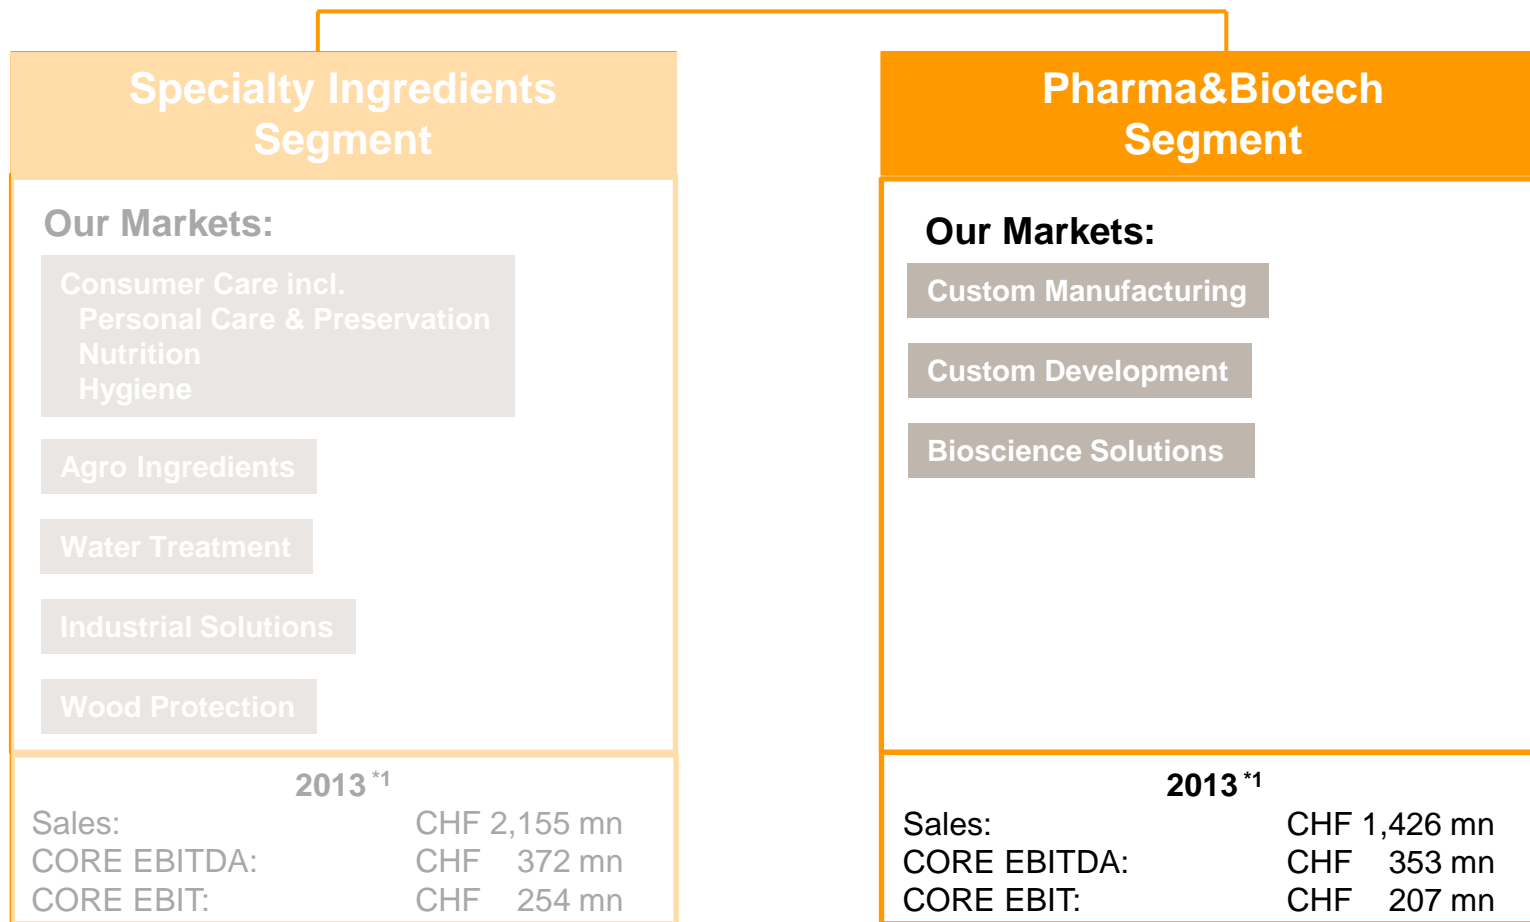 Specialty Ingredients
Segment
Our Markets:
Consumer Care incl.
Personal Care & Preservation
Nutrition
Hygiene
Agro Ingredients
Water Treatment
Industrial Solutions
Wood Protection
2013 *1
Sales: CHF 2,155 mn
CORE EBITDA: CHF 372 mn
CORE EBIT: CHF 254 mn
Pharma&Biotech
Segment
Our Markets:
Custom Manufacturing
Custom Development
Bioscience Solutions
2013 *1
Sales: CHF 1,426 mn
CORE EBITDA: CHF 353 mn
CORE EBIT: CHF 207 mn